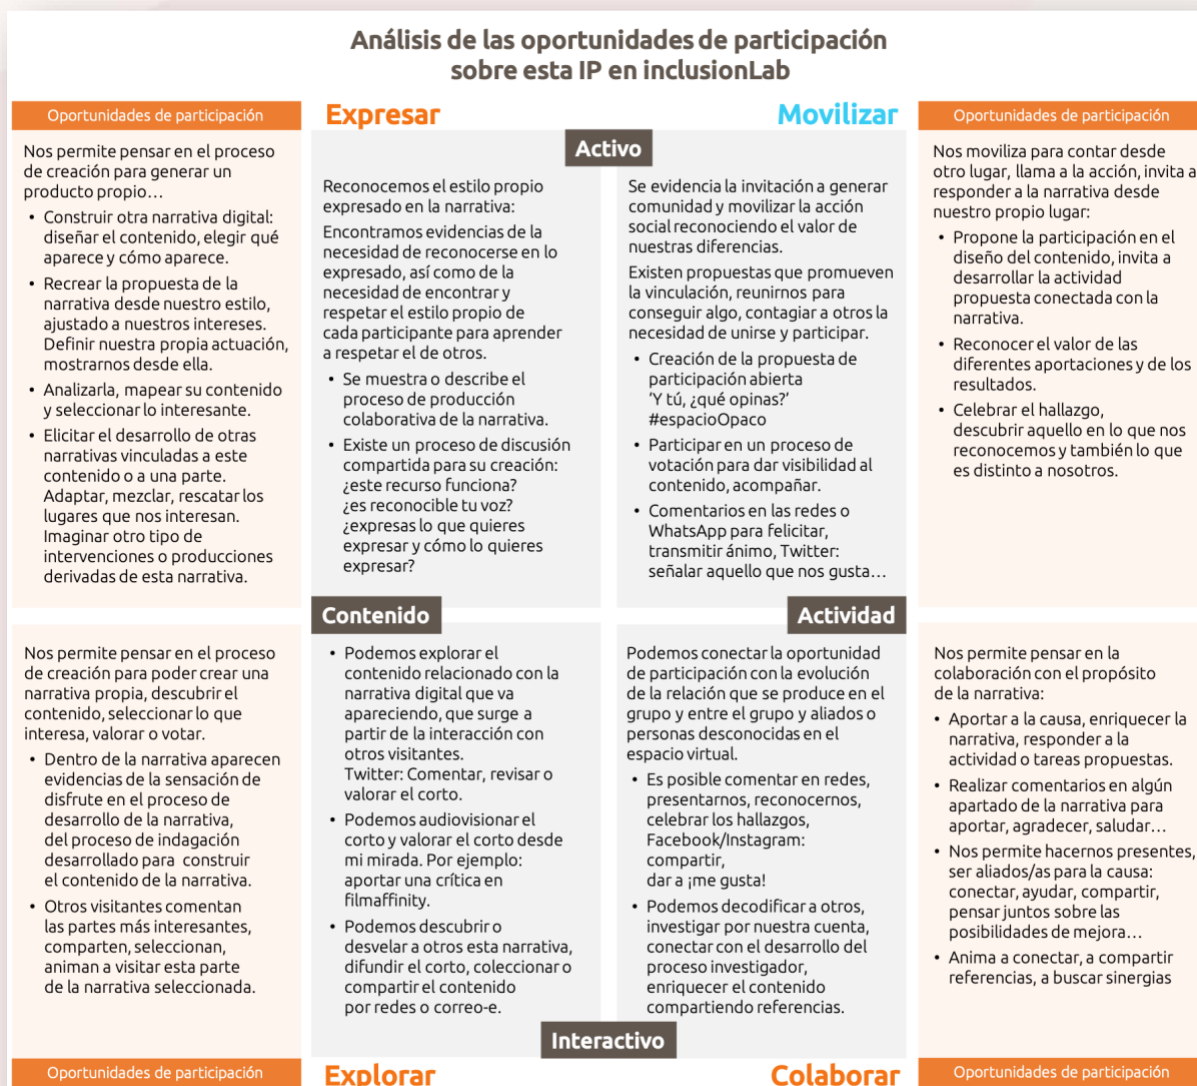 Análisis de las oportunidades de participación
sobre esta IP en inclusionLab
Oportunidades de participación
Nos permite pensar en el proceso
de creación para generar un
producto propio…
• Construir otra narrativa digital:
diseñar el contenido, elegir qué
aparece y cómo aparece.
• Recrear la propuesta de la
narrativa desde nuestro estilo,
ajustado a nuestros intereses.
Definir nuestra propia actuación,
mostrarnos desde ella.
• Analizarla, mapear su contenido
y seleccionar lo interesante.
• Elicitar el desarrollo de otras
narrativas vinculadas a este
contenido o a una parte.
Adaptar, mezclar, rescatar los
lugares que nos interesan.
Imaginar otro tipo de
intervenciones o producciones
derivadas de esta narrativa.
Expresar
Movilizar
Activo
Reconocemos el estilo propio
expresado en la narrativa:
Encontramos evidencias de la
necesidad de reconocerse en lo
expresado, así como de la
necesidad de encontrar y
respetar el estilo propio de
cada participante para aprender
a respetar el de otros.
• Se muestra o describe el
proceso de producción
colaborativa de la narrativa.
• Existe un proceso de discusión
compartida para su creación:
¿este recurso funciona?
¿es reconocible tu voz?
¿expresas lo que quieres
expresar y cómo lo quieres
expresar?
Se evidencia la invitación a generar
comunidad y movilizar la acción
social reconociendo el valor de
nuestras diferencias.
Existen propuestas que promueven
la vinculación, reunirnos para
conseguir algo, contagiar a otros la
necesidad de unirse y participar.
• Creación de la propuesta de
participación abierta
‘Y tú, ¿qué opinas?’
#espacioOpaco
• Participar en un proceso de
votación para dar visibilidad al
contenido, acompañar.
• Comentarios en las redes o
WhatsApp para felicitar,
transmitir ánimo, Twitter:
señalar aquello que nos gusta…
Oportunidades de participación
Nos moviliza para contar desde
otro lugar, llama a la acción, invita a
responder a la narrativa desde
nuestro propio lugar:
• Propone la participación en el
diseño del contenido, invita a
desarrollar la actividad
propuesta conectada con la
narrativa.
• Reconocer el valor de las
diferentes aportaciones y de los
resultados.
• Celebrar el hallazgo,
descubrir aquello en lo que nos
reconocemos y también lo que
es distinto a nosotros.
Contenido
Actividad
Nos permite pensar en el proceso
de creación para poder crear una
narrativa propia, descubrir el
contenido, seleccionar lo que
interesa, valorar o votar.
• Dentro de la narrativa aparecen
evidencias de la sensación de
disfrute en el proceso de
desarrollo de la narrativa,
del proceso de indagación
desarrollado para construir
el contenido de la narrativa.
• Otros visitantes comentan
las partes más interesantes,
comparten, seleccionan,
animan a visitar esta parte
de la narrativa seleccionada.
Oportunidades de participación
• Podemos explorar el
contenido relacionado con la
narrativa digital que va
apareciendo, que surge a
partir de la interacción con
otros visitantes.
Twitter: Comentar, revisar o
valorar el corto.
• Podemos audiovisionar el
corto y valorar el corto desde
mi mirada. Por ejemplo:
aportar una crítica en
filmaffinity.
• Podemos descubrir o
desvelar a otros esta narrativa,
difundir el corto, coleccionar o
compartir el contenido
por redes o correo-e.
Podemos conectar la oportunidad
de participación con la evolución
de la relación que se produce en el
grupo y entre el grupo y aliados o
personas desconocidas en el
espacio virtual.
• Es posible comentar en redes,
presentarnos, reconocernos,
celebrar los hallazgos,
Facebook/Instagram:
compartir,
dar a ¡me gusta!
• Podemos decodificar a otros,
investigar por nuestra cuenta,
conectar con el desarrollo del
proceso investigador,
enriquecer el contenido
compartiendo referencias.
Interactivo
Explorar
Colaborar
Nos permite pensar en la
colaboración con el propósito
de la narrativa:
• Aportar a la causa, enriquecer la
narrativa, responder a la
actividad o tareas propuestas.
• Realizar comentarios en algún
apartado de la narrativa para
aportar, agradecer, saludar…
• Nos permite hacernos presentes,
ser aliados/as para la causa:
conectar, ayudar, compartir,
pensar juntos sobre las
posibilidades de mejora…
• Anima a conectar, a compartir
referencias, a buscar sinergias
Oportunidades de participación